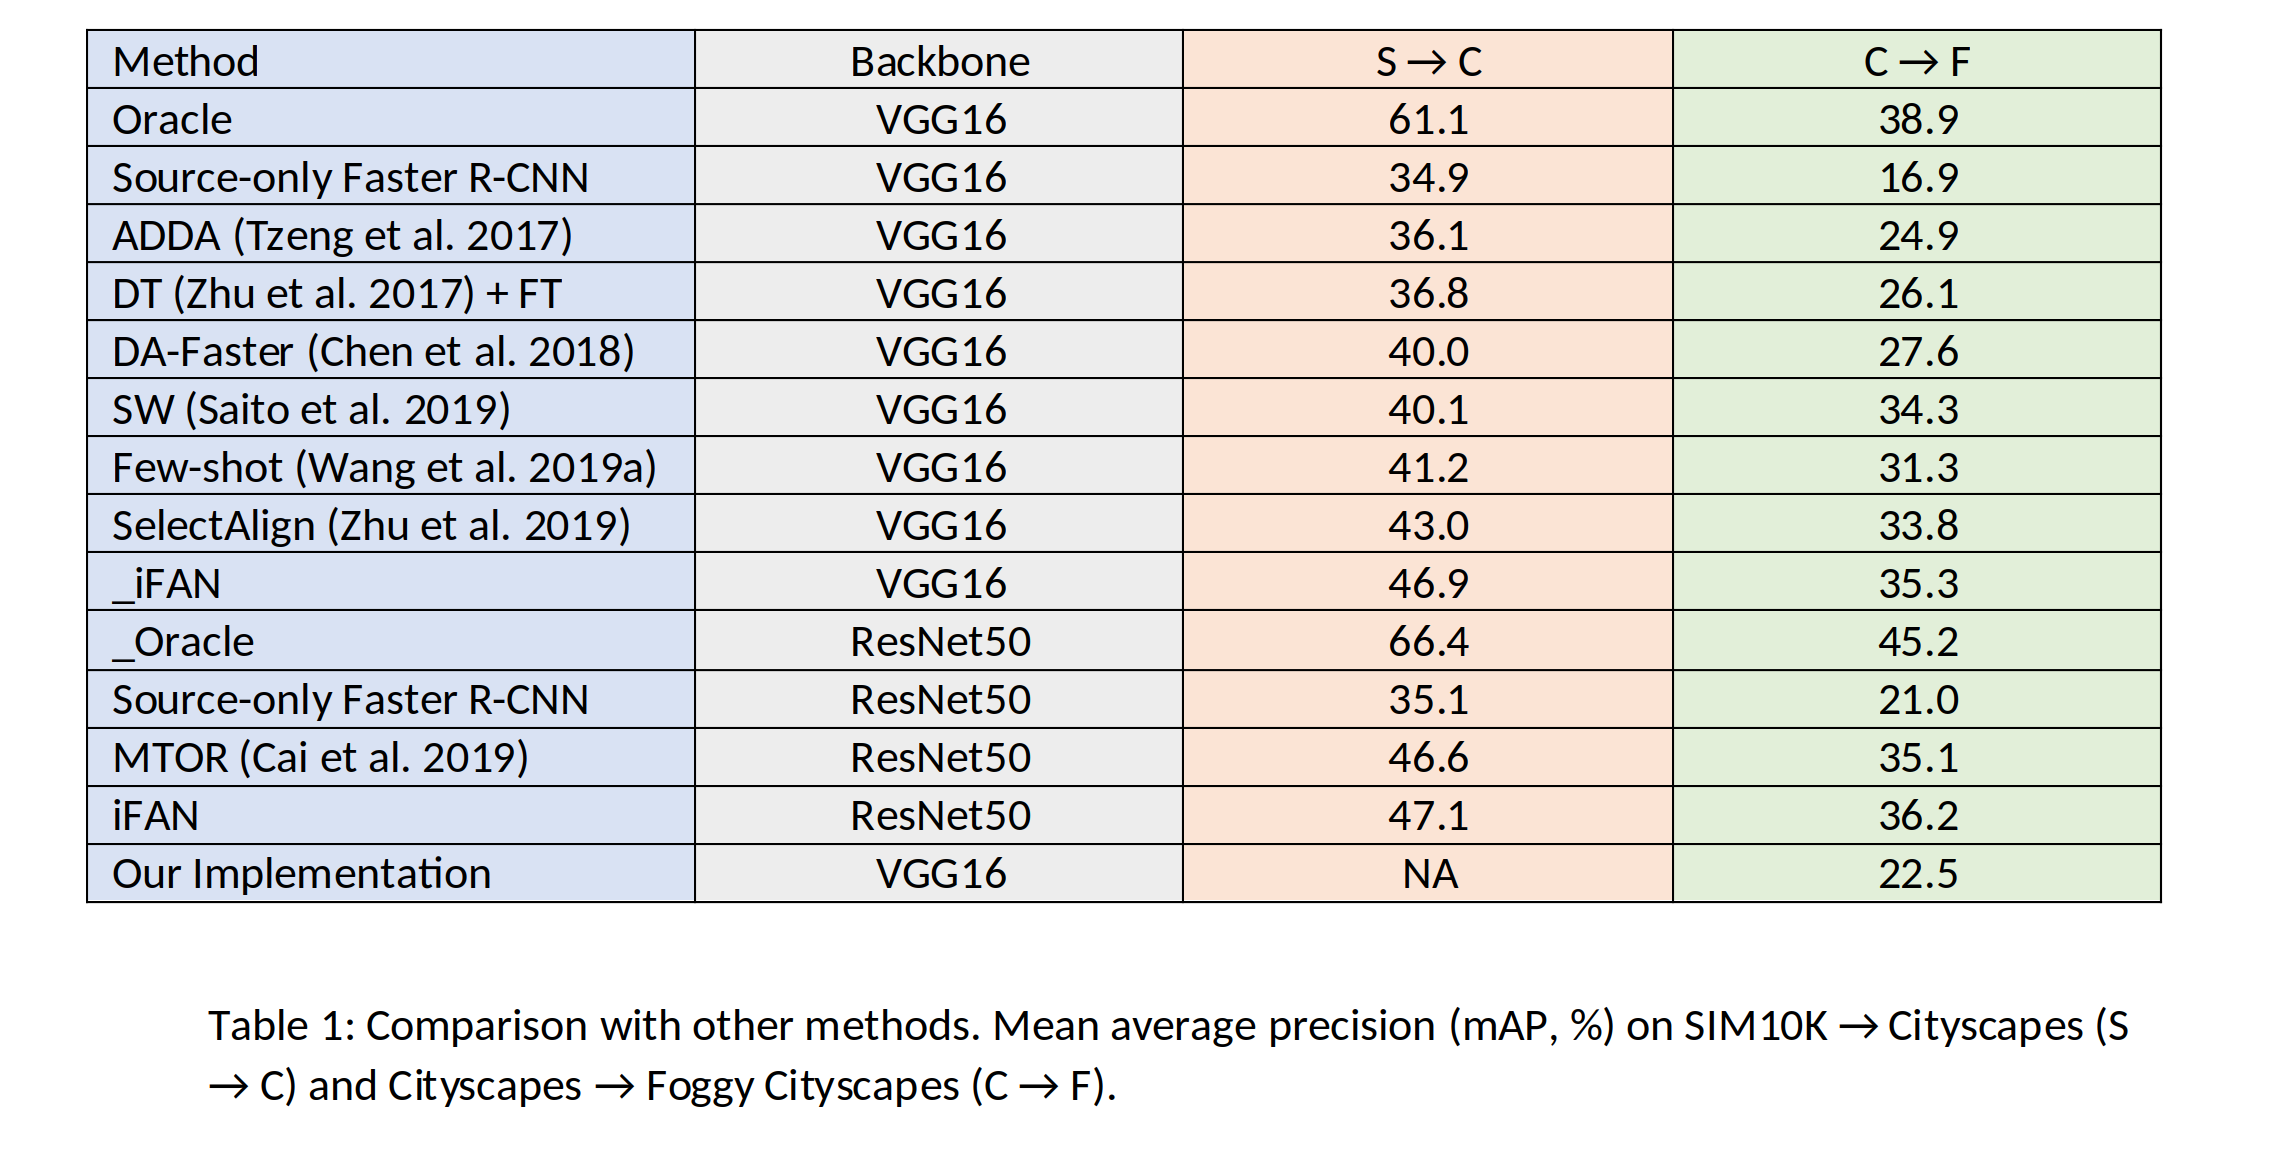 Method Backbone S → C C → F
Oracle VGG16 61.1 38.9
Source-only Faster R-CNN VGG16 34.9 16.9
ADDA (Tzeng et al. 2017) VGG16 36.1 24.9
DT (Zhu et al. 2017) + FT VGG16 36.8 26.1
DA-Faster (Chen et al. 2018) VGG16 40.0 27.6
SW (Saito et al. 2019) VGG16 40.1 34.3
Few-shot (Wang et al. 2019a) VGG16 41.2 31.3
SelectAlign (Zhu et al. 2019) VGG16 43.0 33.8
_iFAN VGG16 46.9 35.3
_Oracle ResNet50 66.4 45.2
Source-only Faster R-CNN ResNet50 35.1 21.0
MTOR (Cai et al. 2019) ResNet50 46.6 35.1
iFAN ResNet50 47.1 36.2
Our Implementation VGG16 NA 22.5
Table 1: Comparison with other methods. Mean average precision (mAP, %) on SIM10K → Cityscapes (S
→ C) and Cityscapes → Foggy Cityscapes (C → F).